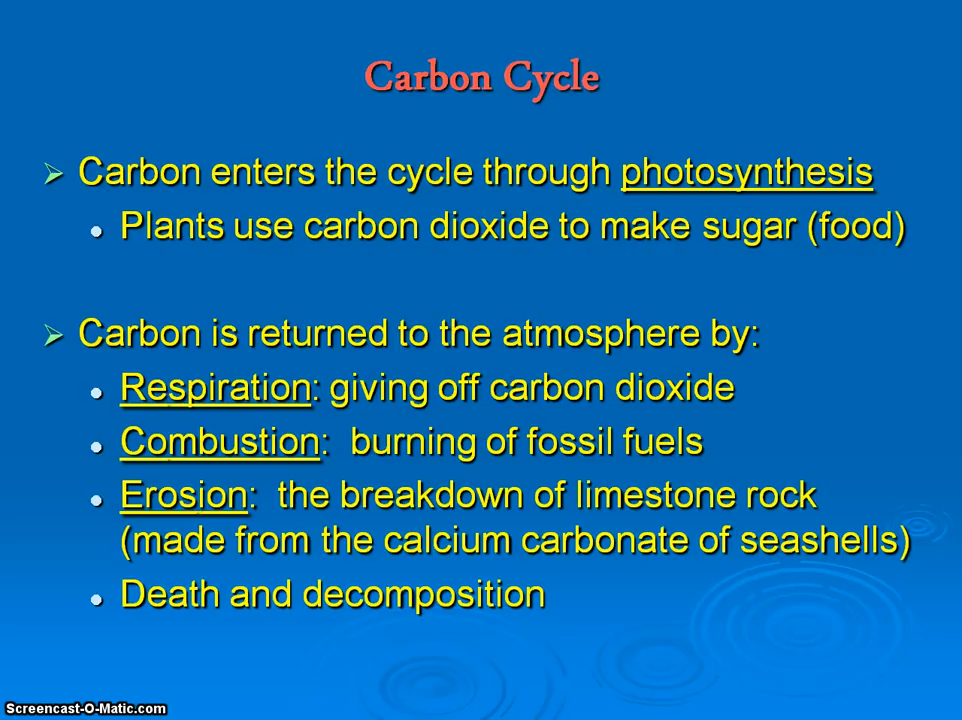 Carbon Cycle
Carbon enters the cycle through photosynthesis
Plants use carbon dioxide to make sugar (food)
Carbon is returned to the atmosphere by:
Respiration: giving off carbon dioxide
Combustion:  burning of fossil fuels
Erosion:  the breakdown of limestone rock
(made from the calcium carbonate of seashells)
Death and decomposition
Screencast-O-Matic.com